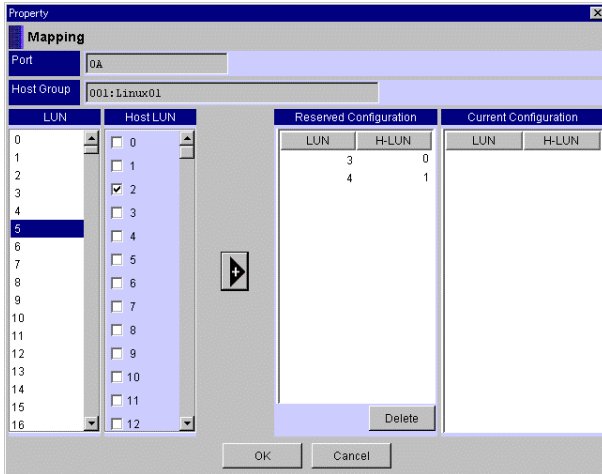 Property
Mapping
Port 0A
Host Group 001:Linux01
LUN Host LUN Reserved Configuration Current Configuration
LUN H-LUN LUN H-LUN
0 0
1 1
2 2
3 3
4 4
5 5
6 6
7 7
8 8
9 9
10 10
11 11
12 12
13
14
15
16
3 0
4 1
Delete
OK Cancel